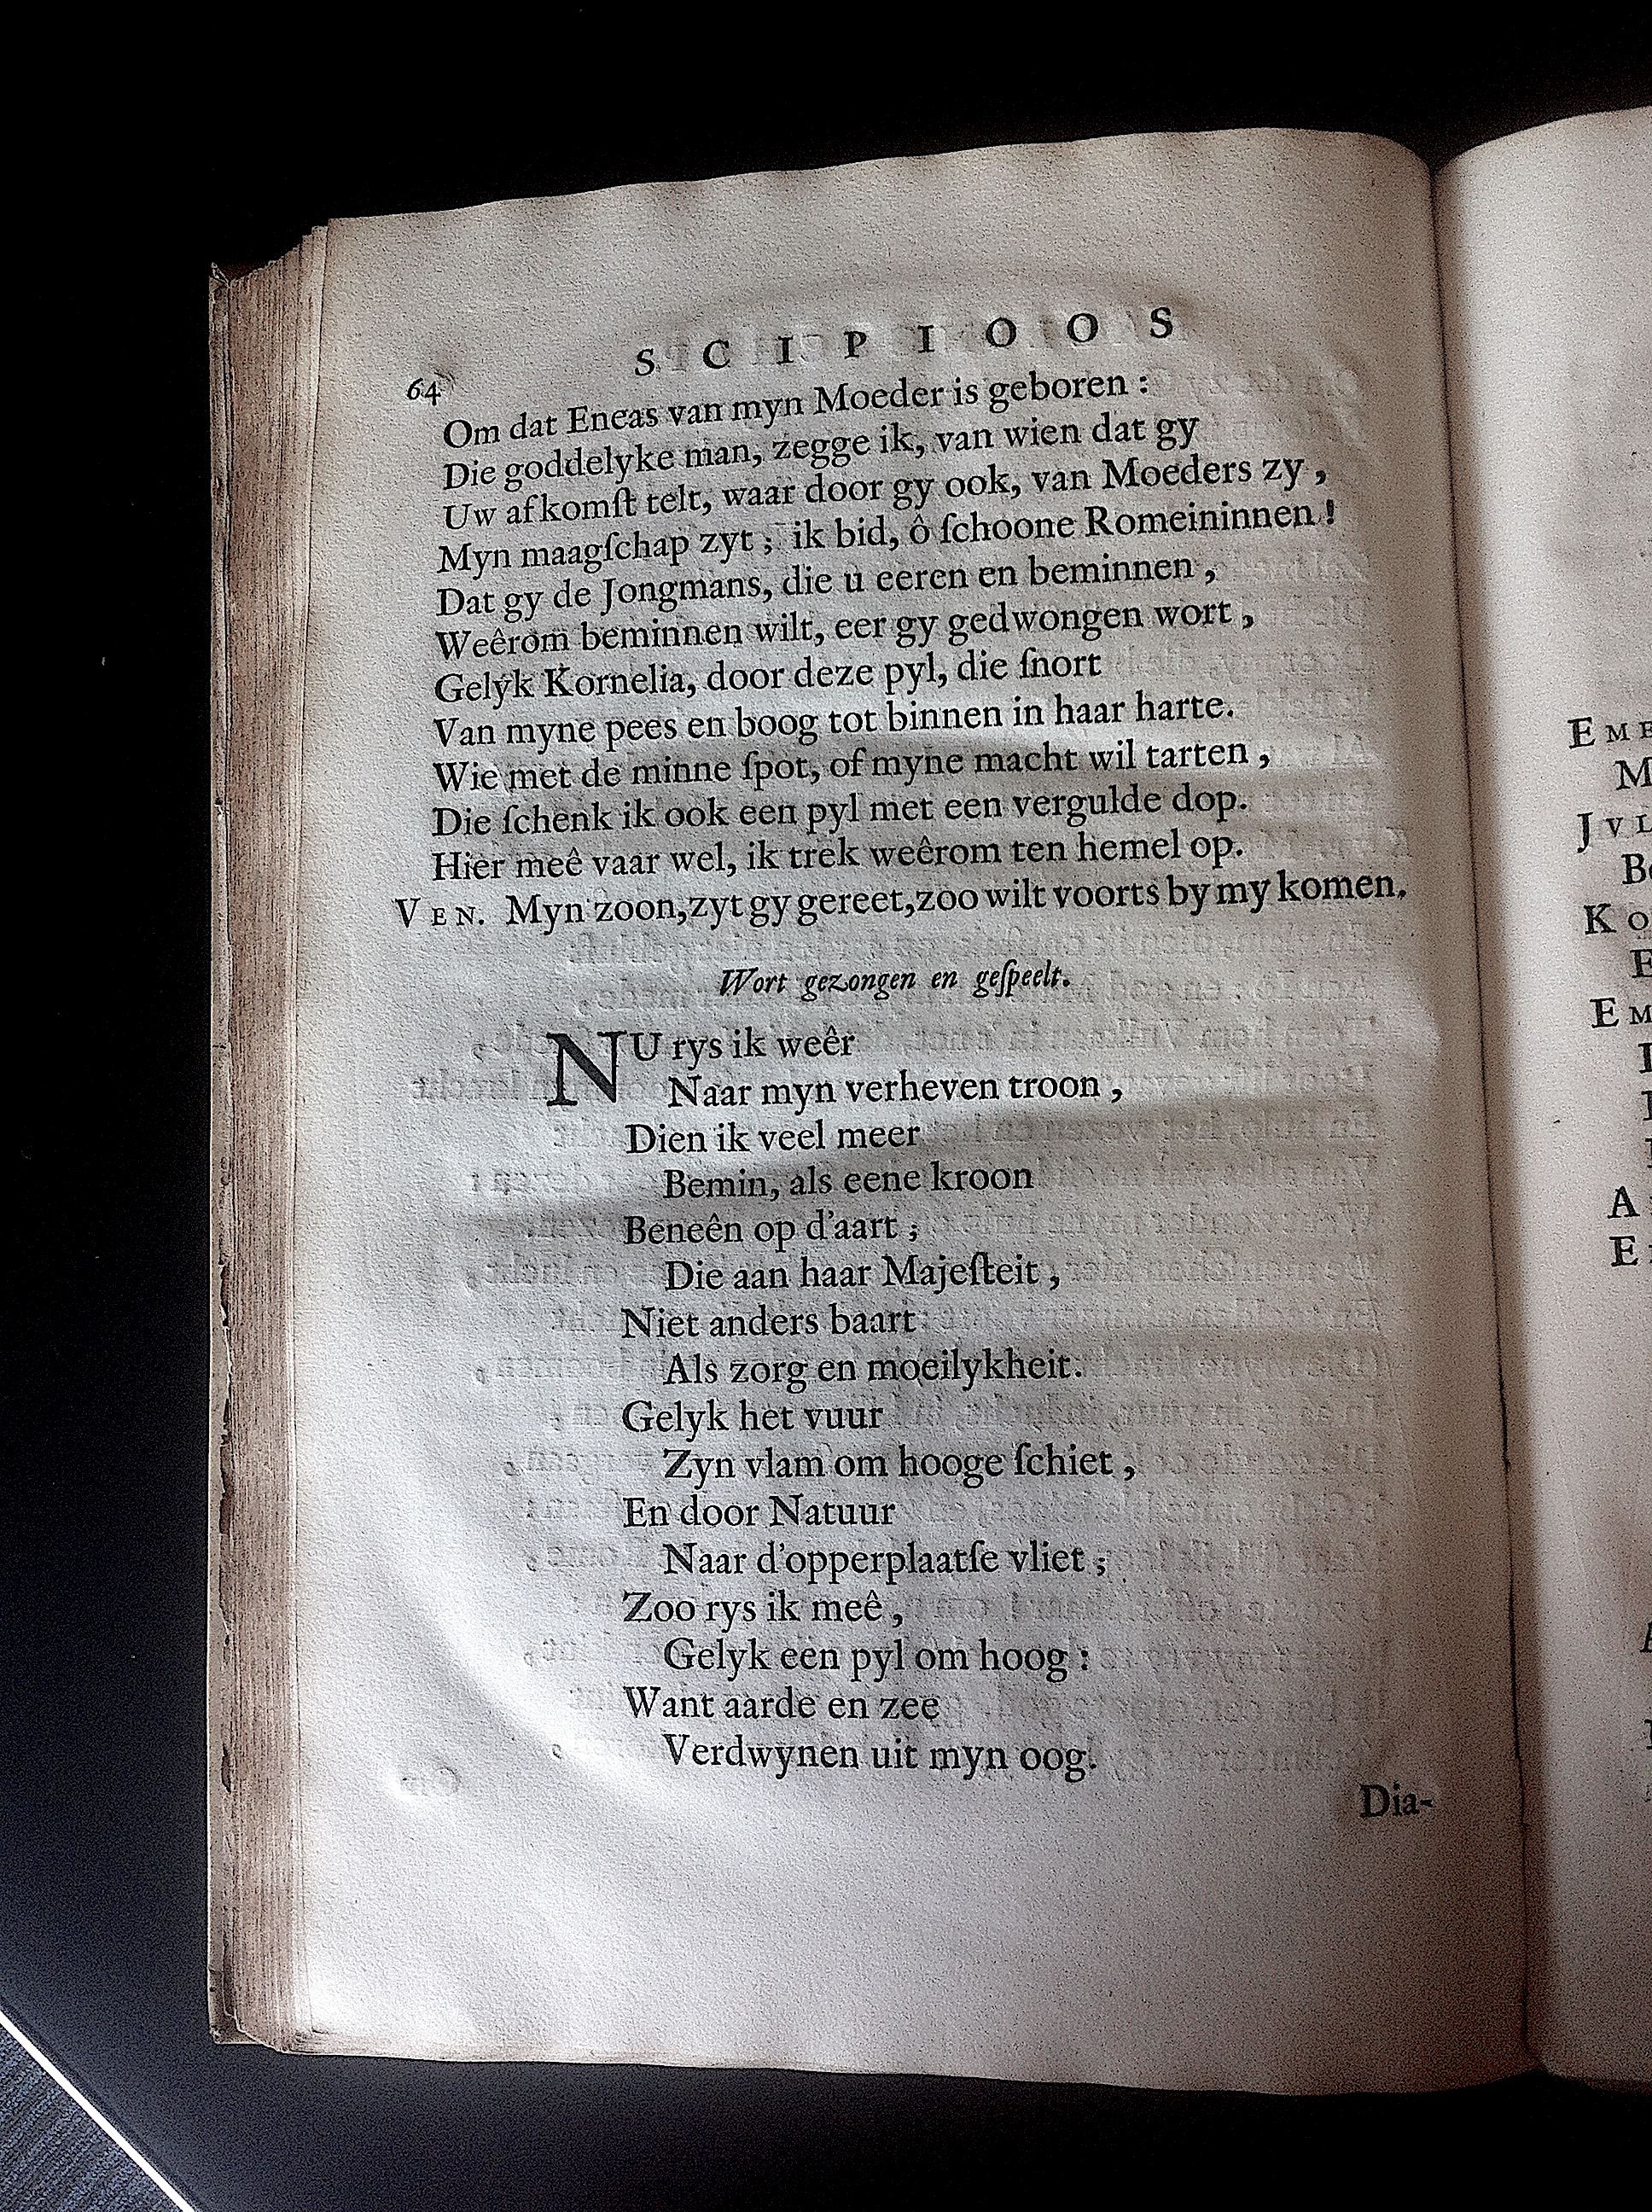 64
S C I P I O O S
Om dat Eneas van myn Moeder is geboren :
Die goddelyke man, zegge ik, van wien dat gy
Uw afkomſt telt, waar door gy ook, van Moeders zy ,
Myn maagſchap zyt ; ik bid, ô ſchoone Romeininnen !
Dat gy de Jongmans, die u eeren en beminnen ,
Weêrom beminnen wilt, eer gy gedwongen wort ,
Gelyk Kornelia, door deze pyl, die ſnort
Van myne pees en boog tot binnen in haar harte.
Wie met de minne ſpot, of myne macht wil tarten ,
Die ſchenk ik ook een pyl met een vergulde dop.
Hier meê vaar wel, ik trek weêrom ten hemel op.
VEN. Myn zoon,zyt gy gereet,zoo wilt voorts by my komen.
Wort gezongen en geſpeelt.
NU rys ik weêr
Naar myn verheven troon ,
Dien ik veel meer
Bemin, als eene kroon
Beneên op d'aart ;
Die aan haar Majeſteit ,
Niet anders baart
Als zorg en moeilykheit.
Gelyk het vuur
Zyn vlam om hooge ſchiet ,
En door Natuur
Naar d'opperplaatſe vliet ;
Zoo rys ik meê ,
Gelyk een pyl om hoog :
Want aarde en zee
Verdwynen uit myn oog.
Dia-